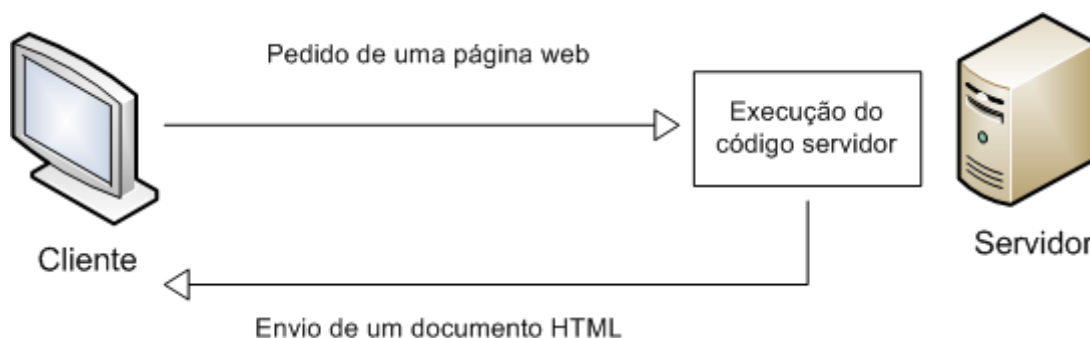 Pedido de uma página web
Execução do
código servidor
Cliente
Servidor
Envio de um documento HTML